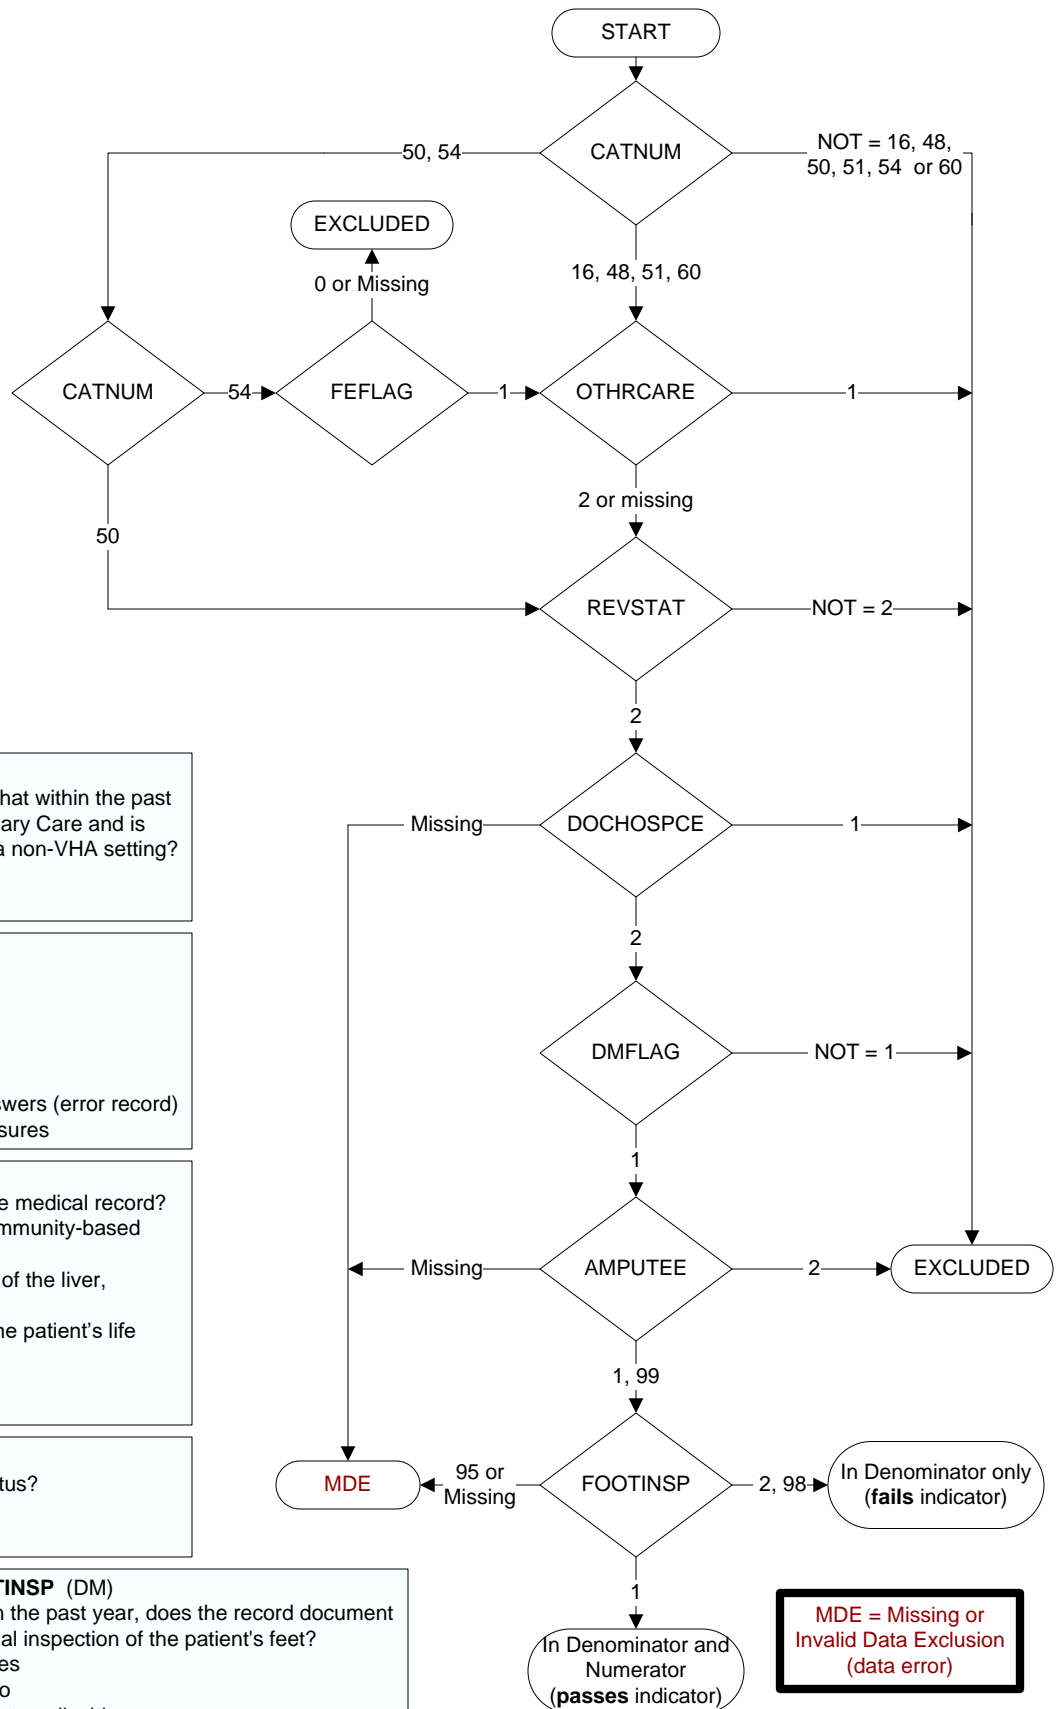 START
CATNUM
50, 54
NOT = 16, 48,
50, 51, 54 or 60
EXCLUDED
0 or Missing
16, 48, 51, 60
CATNUM
54
FEFLAG
1
OTHRCARE
1
2 or missing
50
REVSTAT
NOT = 2
2
hat within the past
ary Care and is
a non-VHA setting?
Missing
DOCHOSPCE
1
2
swers (error record)
sures
DMFLAG
NOT = 1
1
e medical record?
mmunity-based
of the liver,
he patient's life
Missing
AMPUTEE
2
EXCLUDED
1, 99
tus?
MDE
95 or
Missing
FOOTINSP
2, 98
In Denominator only
(fails indicator)
1
TINSP (DM)
n the past year, does the record document
al inspection of the patient's feet?
es
o
In Denominator and
Numerator
(passes indicator)
MDE = Missing or
Invalid Data Exclusion
(data error)